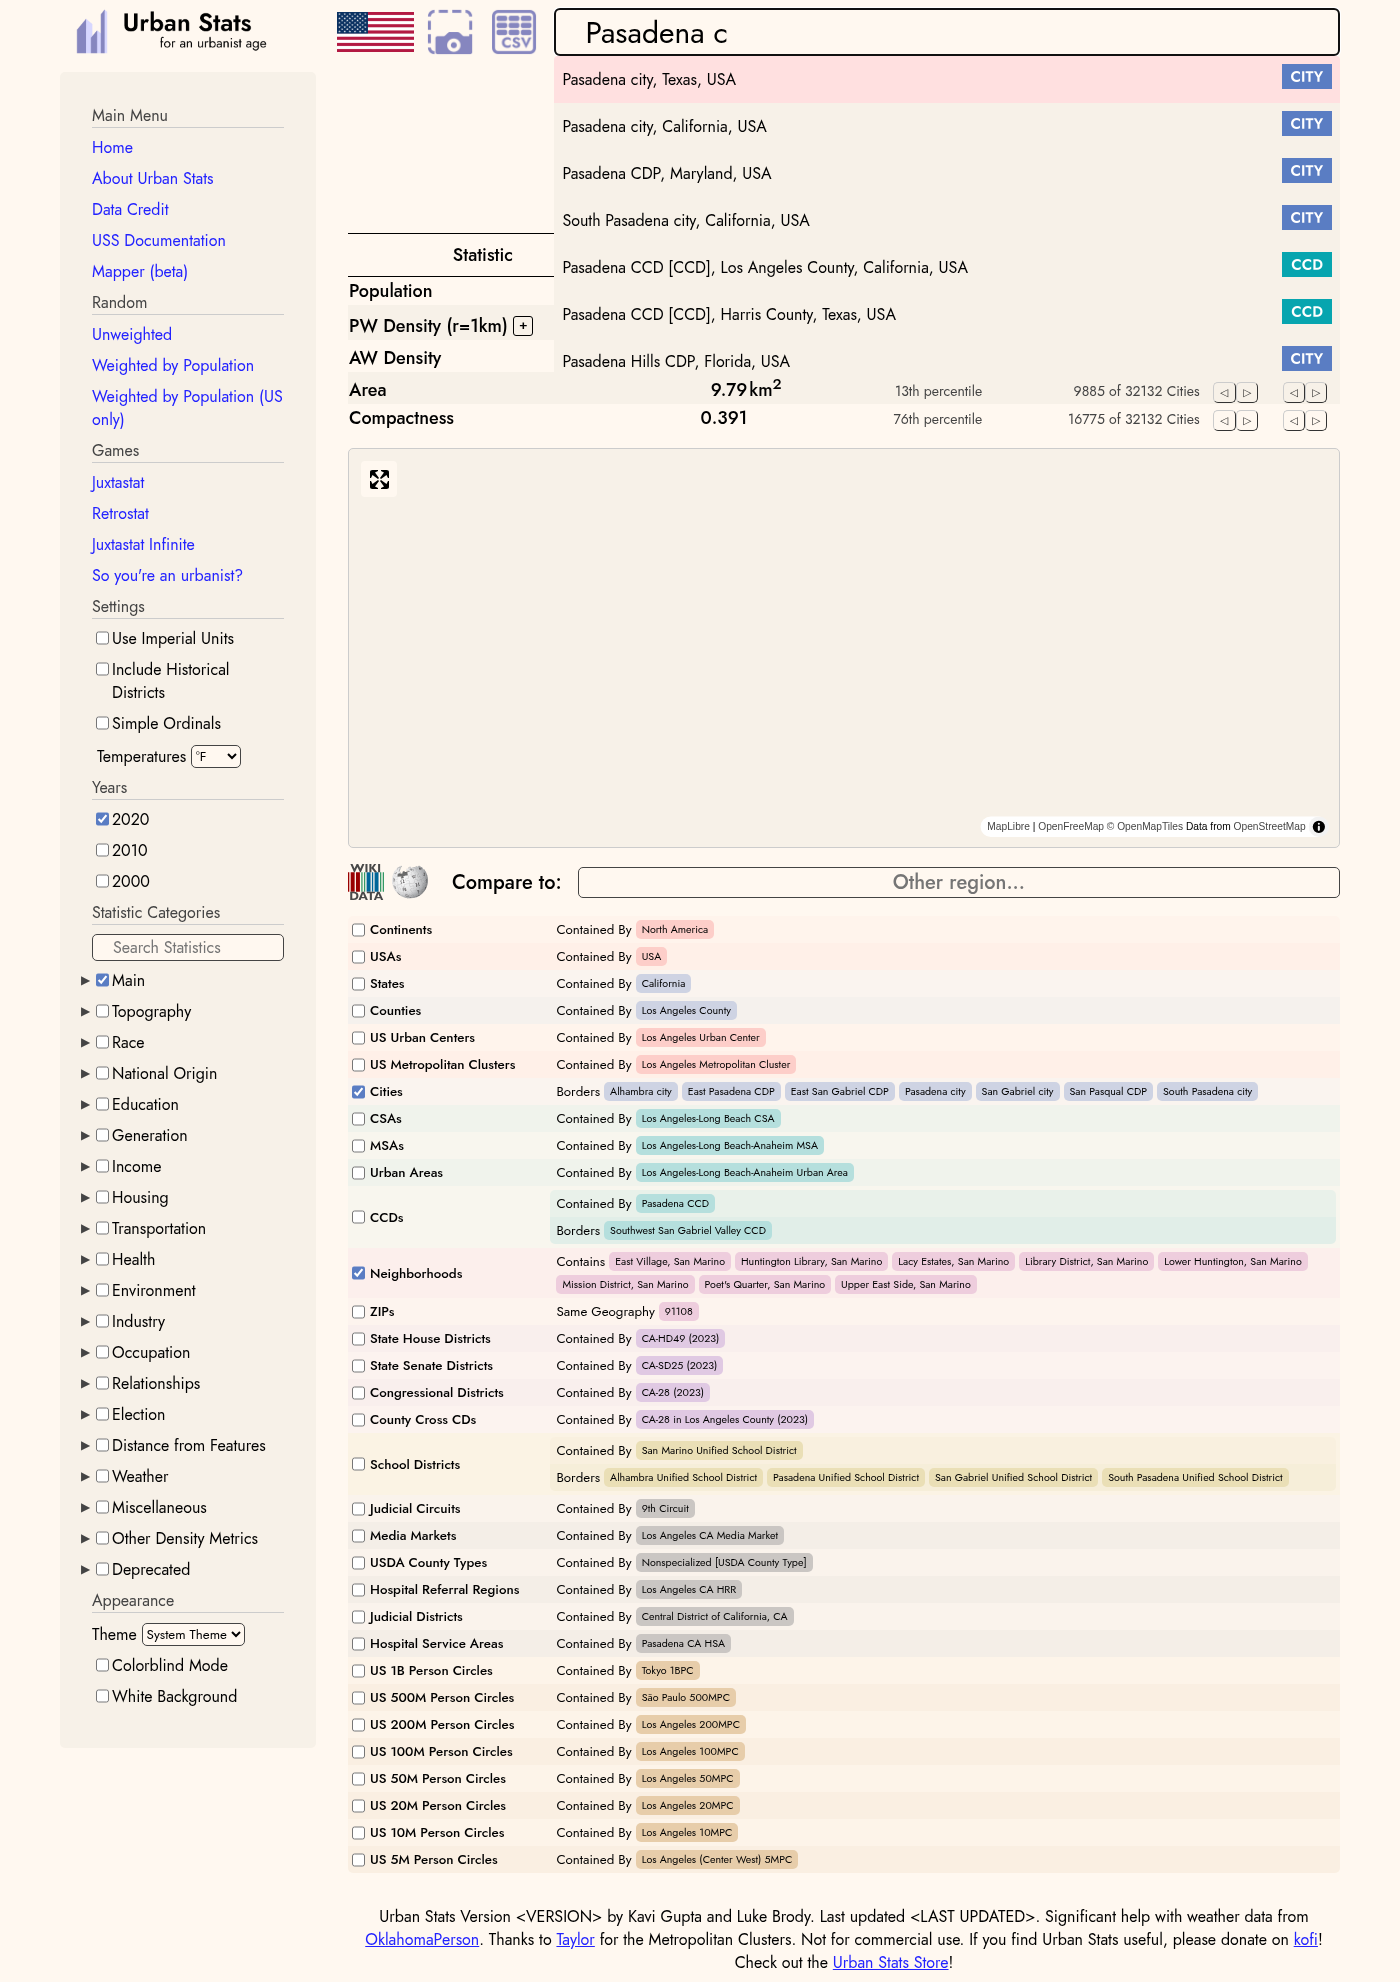 Urban Stats
for an urbanist age
CSV
Pasadena c
Pasadena city, Texas, USA CITY
Pasadena city, California, USA CITY
Pasadena CDP, Maryland, USA CITY
South Pasadena city, California, USA CITY
Pasadena CCD [CCD], Los Angeles County, California, USA CCD
Pasadena CCD [CCD], Harris County, Texas, USA CCD
Pasadena Hills CDP, Florida, USA CITY
Main Menu
Home
About Urban Stats
Data Credit
USS Documentation
Mapper (beta)
Random
Unweighted
Weighted by Population
Weighted by Population (US
only)
Games
Juxtastat
Retrostat
Juxtastat Infinite
So you're an urbanist?
Settings
Use Imperial Units
Include Historical
Districts
Simple Ordinals
Temperatures °F
Years
2020
2010
2000
Statistic Categories
Search Statistics
Main
Topography
Race
National Origin
Education
Generation
Income
Housing
Transportation
Health
Environment
Industry
Occupation
Relationships
Election
Distance from Features
Weather
Miscellaneous
Other Density Metrics
Deprecated
Appearance
Theme System Theme
Colorblind Mode
White Background
Statistic
Population
PW Density (r=1km) +
AW Density
Area 9.79 km² 13th percentile 9885 of 32132 Cities
Compactness 0.391 76th percentile 16775 of 32132 Cities
MapLibre | OpenFreeMap © OpenMapTiles Data from OpenStreetMap
WIKI
DATA
Compare to: Other region...
Continents Contained By North America
USAs Contained By USA
States Contained By California
Counties Contained By Los Angeles County
US Urban Centers Contained By Los Angeles Urban Center
US Metropolitan Clusters Contained By Los Angeles Metropolitan Cluster
Cities Borders Alhambra city East Pasadena CDP East San Gabriel CDP Pasadena city San Gabriel city San Pasqual CDP South Pasadena city
CSAs Contained By Los Angeles-Long Beach CSA
MSAs Contained By Los Angeles-Long Beach-Anaheim MSA
Urban Areas Contained By Los Angeles-Long Beach-Anaheim Urban Area
CCDs Contained By Pasadena CCD
Borders Southwest San Gabriel Valley CCD
Neighborhoods Contains East Village, San Marino Huntington Library, San Marino Lacy Estates, San Marino Library District, San Marino Lower Huntington, San Marino
Mission District, San Marino Poet's Quarter, San Marino Upper East Side, San Marino
ZIPs Same Geography 91108
State House Districts Contained By CA-HD49 (2023)
State Senate Districts Contained By CA-SD25 (2023)
Congressional Districts Contained By CA-28 (2023)
County Cross CDs Contained By CA-28 in Los Angeles County (2023)
School Districts Contained By San Marino Unified School District
Borders Alhambra Unified School District Pasadena Unified School District San Gabriel Unified School District South Pasadena Unified School District
Judicial Circuits Contained By 9th Circuit
Media Markets Contained By Los Angeles CA Media Market
USDA County Types Contained By Nonspecialized [USDA County Type]
Hospital Referral Regions Contained By Los Angeles CA HRR
Judicial Districts Contained By Central District of California, CA
Hospital Service Areas Contained By Pasadena CA HSA
US 1B Person Circles Contained By Tokyo 1BPC
US 500M Person Circles Contained By São Paulo 500MPC
US 200M Person Circles Contained By Los Angeles 200MPC
US 100M Person Circles Contained By Los Angeles 100MPC
US 50M Person Circles Contained By Los Angeles 50MPC
US 20M Person Circles Contained By Los Angeles 20MPC
US 10M Person Circles Contained By Los Angeles 10MPC
US 5M Person Circles Contained By Los Angeles (Center West) 5MPC
Urban Stats Version <VERSION> by Kavi Gupta and Luke Brody. Last updated <LAST UPDATED>. Significant help with weather data from
OklahomaPerson. Thanks to Taylor for the Metropolitan Clusters. Not for commercial use. If you find Urban Stats useful, please donate on kofi!
Check out the Urban Stats Store!